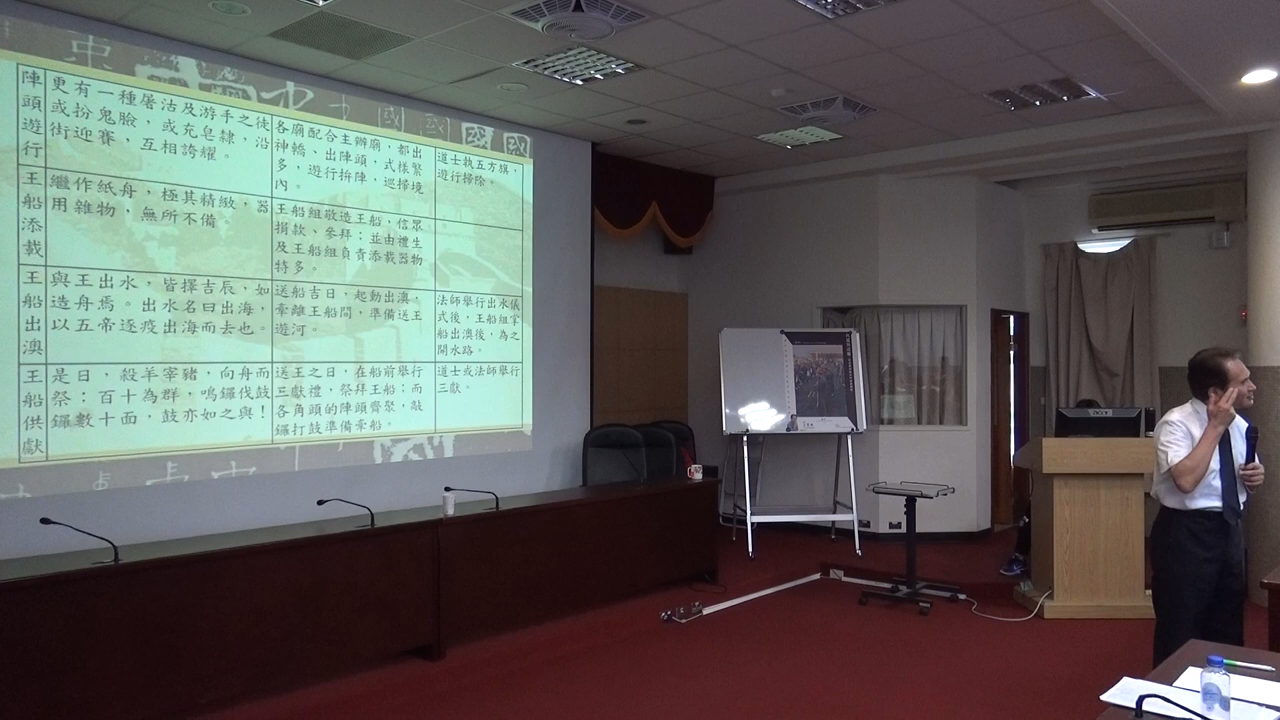 陣頭遊行
更有一種屠沽及游手之徒
或扮鬼臉，或充皂隸，沿
街迎賽，互相誇耀。
各廟配合主辦廟，都出
神轎、出陣頭，式樣繁
多，遊行拚陣，巡掃境
內。
道士執五方旗，
遊行掃除。
王船添載
繼作紙舟，極其精緻，器
用雜物，無所不備。
王船組敬造王船，信眾
捐款、參拜；並由禮生
及王船組負責添載器物
特多。
王船出澳
與王出水，皆擇吉辰，如
造舟焉。出水名曰出海，
以五帝逐疫出海而去也。
送船吉日，起動出澳，
牽離王船閣，準備送王
遊河。
法師舉行出水儀
式後，王船組牽
船出澳後，為之
開水路。
王船供獻
是日，殺羊宰豬，向舟而
祭：百十為群，鳴鑼伐鼓
鑼數十面，鼓亦如之與！
送王之日，在船前舉行
三獻禮，祭拜王船；而
各角頭的陣頭齊聚，敲
鑼打鼓準備牽船。
道士或法師舉行
三獻。
acer